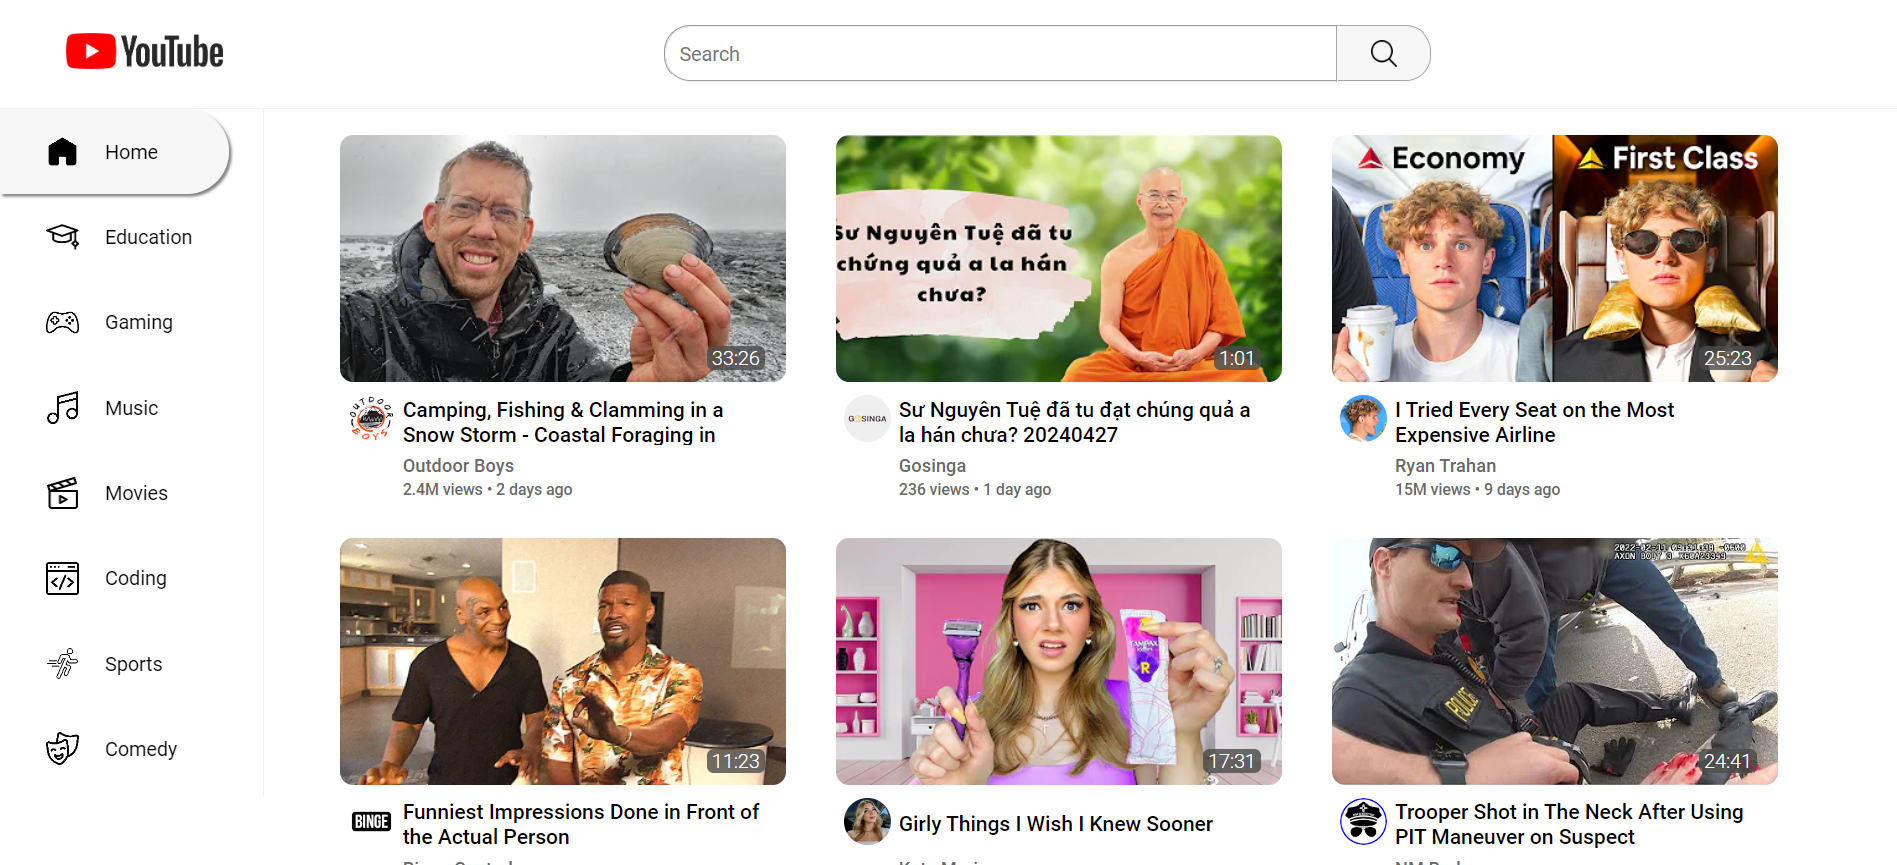 YouTube
Search
Home
Education
Gaming
Music
Movies
Coding
Sports
Comedy
33:26
OUTDOOR
BOYS
Camping, Fishing & Clamming in a
Snow Storm - Coastal Foraging in
Outdoor Boys
2.4M views • 2 days ago
Sư Nguyên Tuệ đã tu
chứng quả a la hán
chưa?
1:01
GOSINGA
Sư Nguyên Tuệ đã tu đạt chúng quả a
la hán chưa? 20240427
Gosinga
236 views • 1 day ago
Economy
First Class
25:23
I Tried Every Seat on the Most
Expensive Airline
Ryan Trahan
15M views • 9 days ago
11:23
BINGE
Funniest Impressions Done in Front of
the Actual Person
TAMPAX
R
17:31
Girly Things I Wish I Knew Sooner
POLICE
24:41
Trooper Shot in The Neck After Using
PIT Maneuver on Suspect